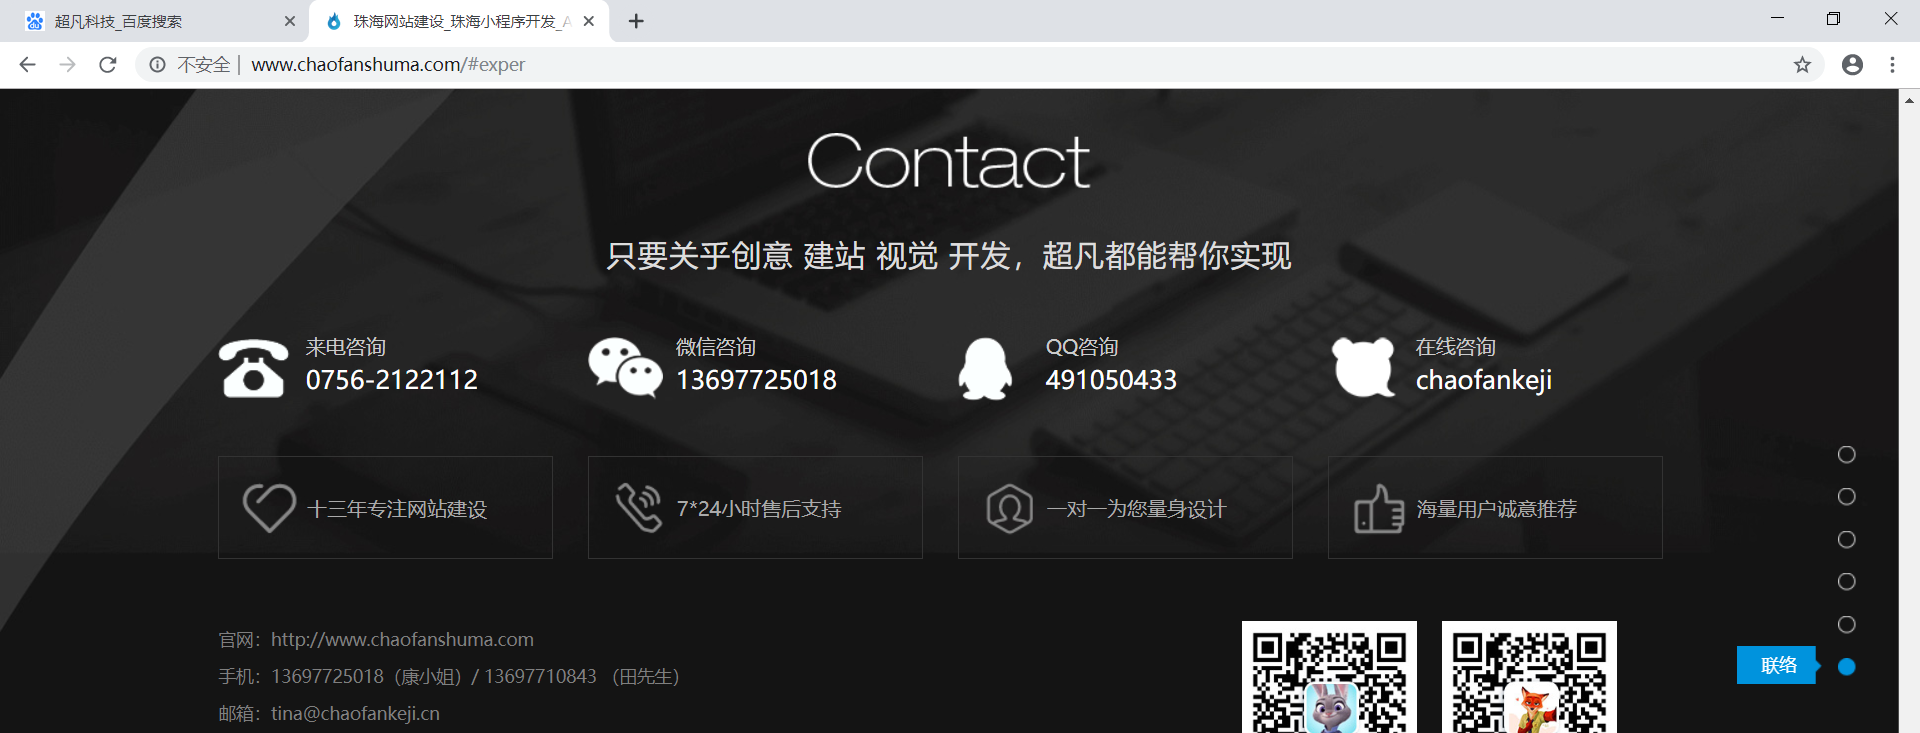 超凡科技_百度搜索
珠海网站建设_珠海小程序开发_A
不安全 | www.chaofanshuma.com/#exper
Contact
只要关乎创意 建站 视觉 开发，超凡都能帮你实现
来电咨询
0756-2122112
微信咨询
13697725018
QQ咨询
491050433
在线咨询
chaofankeji
十三年专注网站建设
7*24小时售后支持
一对一为您量身设计
海量用户诚意推荐
官网：http://www.chaofanshuma.com
手机：13697725018（康小姐）/ 13697710843 （田先生）
邮箱：tina@chaofankeji.cn
联络